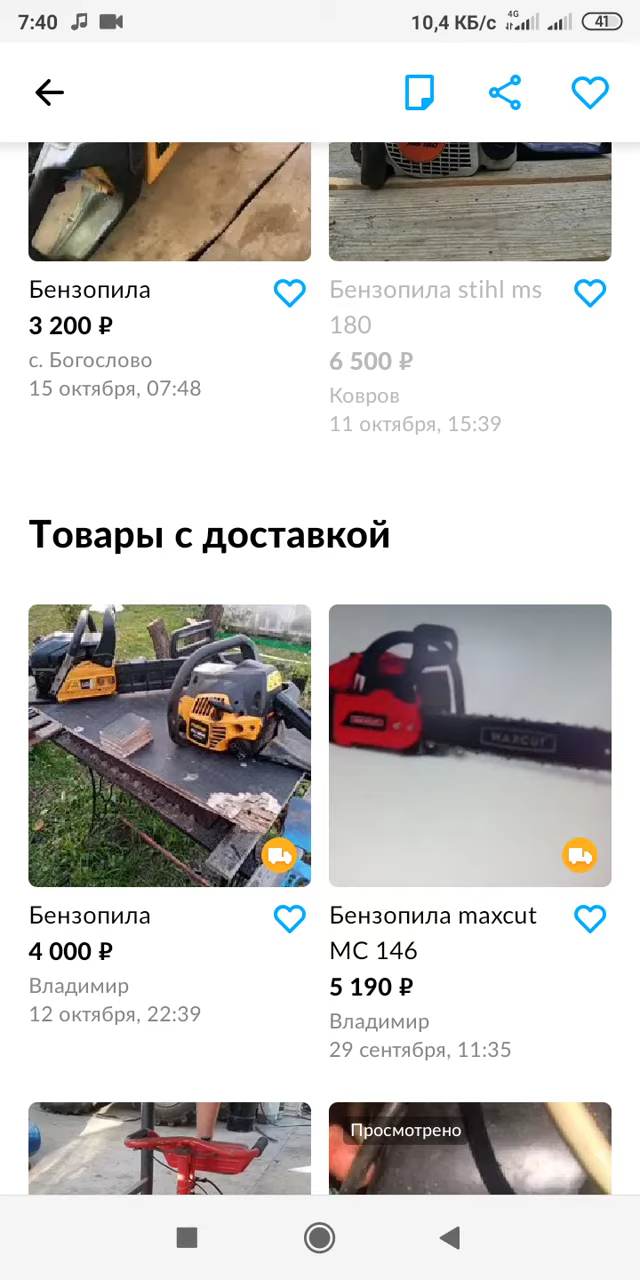 7:40
10,4 КБ/с 4G 41
Бензопила
3 200 ₽
с. Богослово
15 октября, 07:48
Бензопила stihl ms
180
6 500 ₽
Ковров
11 октября, 15:39
Товары с доставкой
MAXCUT
Бензопила
4 000 ₽
Владимир
12 октября, 22:39
Бензопила maxcut
МС 146
5 190 ₽
Владимир
29 сентября, 11:35
Просмотрено